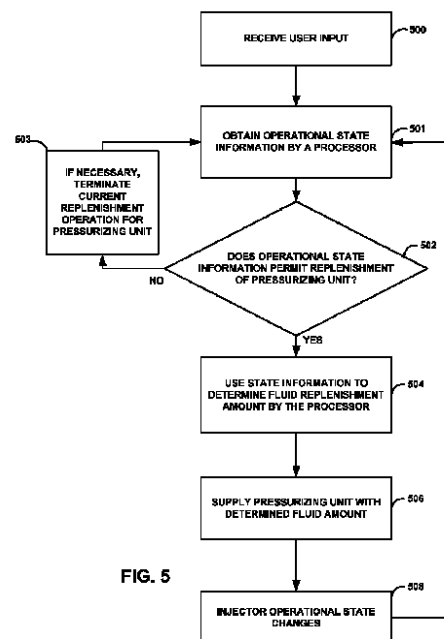 500
RECEIVE USER INPUT
501
OBTAIN OPERATIONAL STATE
INFORMATION BY A PROCESSOR
503
IF NECESSARY,
TERMINATE
CURRENT
REPLENISHMENT
OPERATION FOR
PRESSURIZING UNIT
502
DOES OPERATIONAL STATE
INFORMATION PERMIT REPLENISHMENT
OF PRESSURIZING UNIT?
NO
YES
504
USE STATE INFORMATION TO
DETERMINE FLUID REPLENISHMENT
AMOUNT BY THE PROCESSOR
506
SUPPLY PRESSURIZING UNIT WITH
DETERMINED FLUID AMOUNT
FIG. 5
508
INJECTOR OPERATIONAL STATE
CHANGES